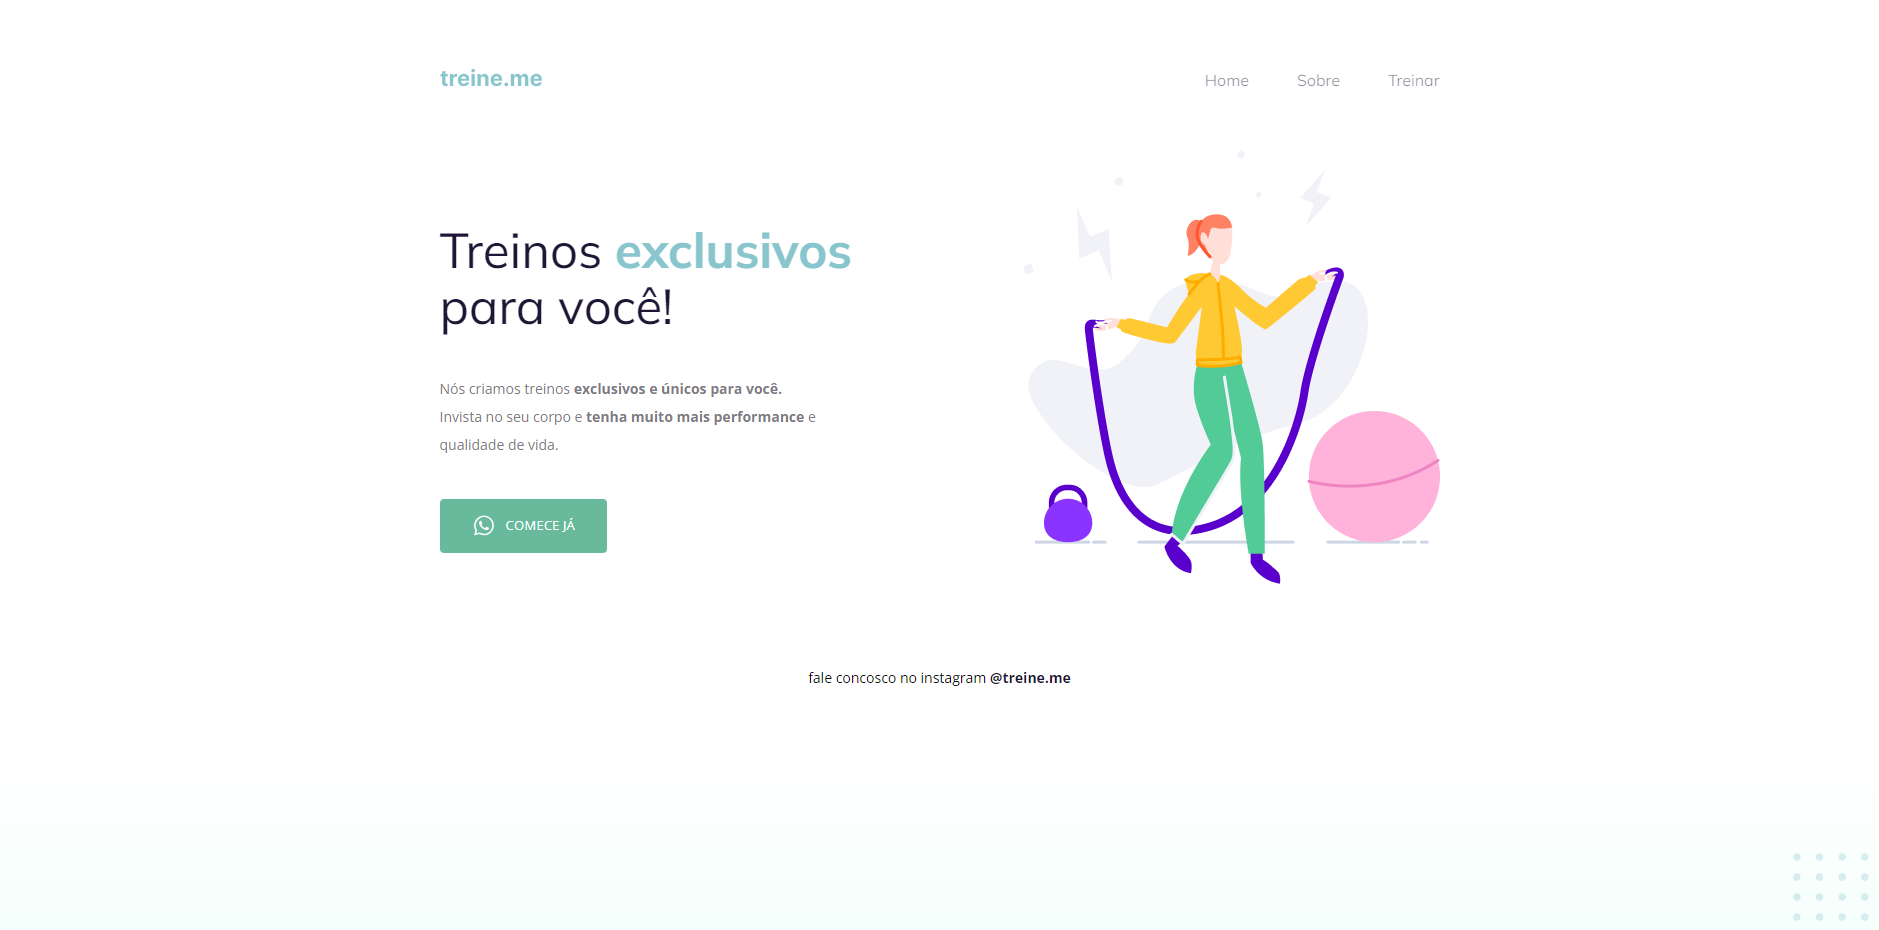 treine.me
Home Sobre Treinar
Treinos exclusivos
para você!
Nós criamos treinos exclusivos e únicos para você.
Invista no seu corpo e tenha muito mais performance e
qualidade de vida.
COMECE JÁ
fale concosco no instagram @treine.me